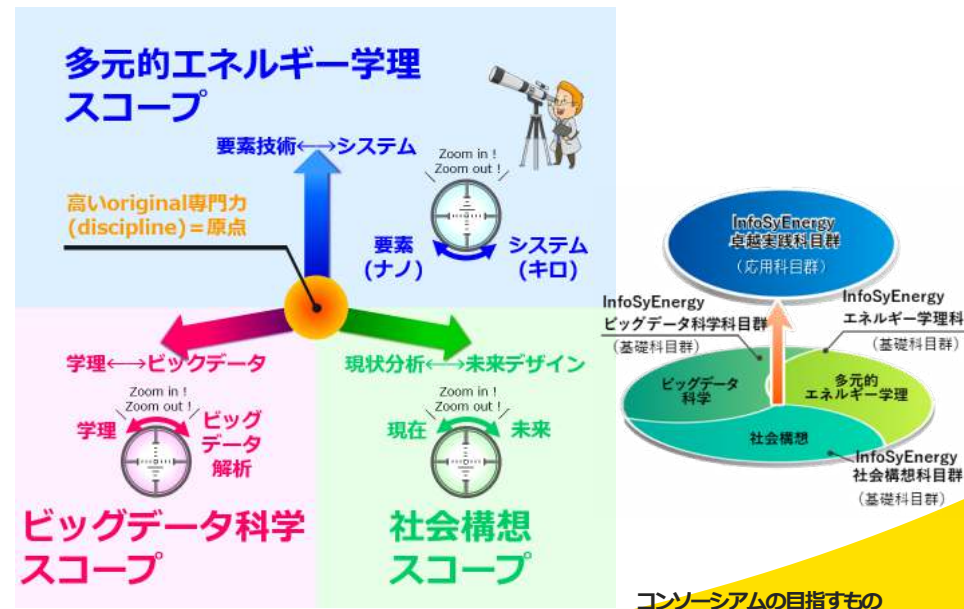 多元的エネルギー学理
スコープ
要素技術←→システム
Zoom in !
Zoom out !
高いoriginal専門力
(discipline)=原点
要素
(ナノ)
システム
(キロ)
学理←→ビックデータ
Zoom in !
Zoom out !
学理
ビッグ
データ
解析
ビッグデータ科学
スコープ
現状分析←→未来デザイン
Zoom in !
Zoom out !
現在
未来
社会構想
スコープ
InfoSyEnergy
卓越実践科目群
(応用科目群)
InfoSyEnergy
ビッグデータ科学科目群
(基礎科目群)
InfoSyEnergy
エネルギー学理科
(基礎科目群)
ビッグデータ
科学
多元的
エネルギー学理
社会構想
InfoSyEnergy
社会構想科目群
(基礎科目群)
コンソーシアムの目指すもの